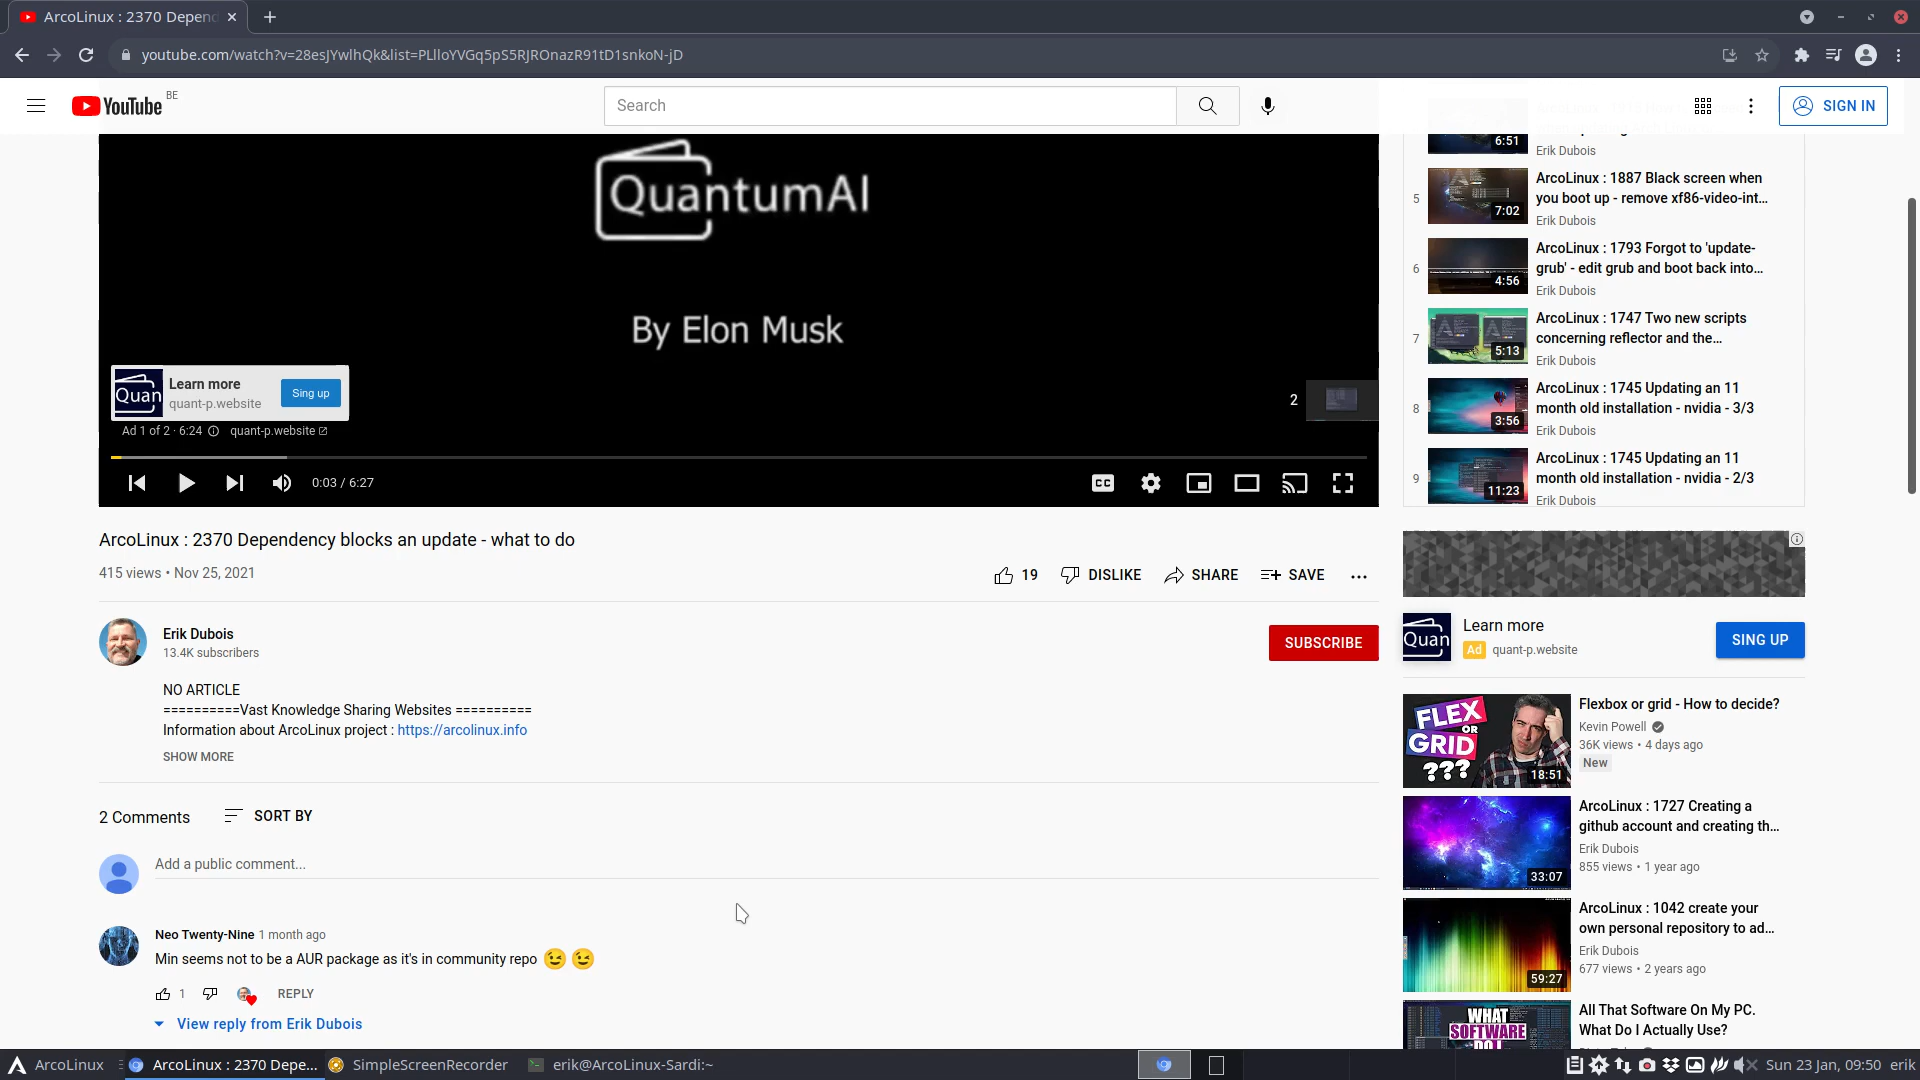 ArcoLinux : 2370 Depend
youtube.com/watch?v=28esJYwlhQk&list=PLlloYVGq5pS5RJROnazR91tD1snkoN-jD
YouTube
BE
Search
SIGN IN
QuantumAI
By Elon Musk
Quan
Learn more
quant-p.website
Sing up
Ad 1 of 2 · 6:24
quant-p.website
2
0:03 / 6:27
CC
ArcoLinux : 2370 Dependency blocks an update - what to do
415 views • Nov 25, 2021
19
DISLIKE
SHARE
SAVE
Erik Dubois
13.4K subscribers
SUBSCRIBE
NO ARTICLE
==========Vast Knowledge Sharing Websites ==========
Information about ArcoLinux project : https://arcolinux.info
SHOW MORE
2 Comments
SORT BY
Add a public comment...
Neo Twenty-Nine 1 month ago
Min seems not to be a AUR package as it's in community repo 😉 😉
1
REPLY
View reply from Erik Dubois
6:51
Erik Dubois
5
7:02
ArcoLinux : 1887 Black screen when
you boot up - remove xf86-video-int...
Erik Dubois
6
4:56
ArcoLinux : 1793 Forgot to 'update-
grub' - edit grub and boot back into...
Erik Dubois
7
5:13
ArcoLinux : 1747 Two new scripts
concerning reflector and the...
Erik Dubois
8
3:56
ArcoLinux : 1745 Updating an 11
month old installation - nvidia - 3/3
Erik Dubois
9
11:23
ArcoLinux : 1745 Updating an 11
month old installation - nvidia - 2/3
Erik Dubois
Quan
Learn more
Ad quant-p.website
SING UP
FLEX
OR
GRID
???
18:51
Flexbox or grid - How to decide?
Kevin Powell
36K views • 4 days ago
New
33:07
ArcoLinux : 1727 Creating a
github account and creating th...
Erik Dubois
855 views • 1 year ago
59:27
ArcoLinux : 1042 create your
own personal repository to ad...
Erik Dubois
677 views • 2 years ago
WHAT
SOFTWARE
DO I
All That Software On My PC.
What Do I Actually Use?
ArcoLinux
ArcoLinux : 2370 Depe...
SimpleScreenRecorder
erik@ArcoLinux-Sardi:~
Sun 23 Jan, 09:50
erik